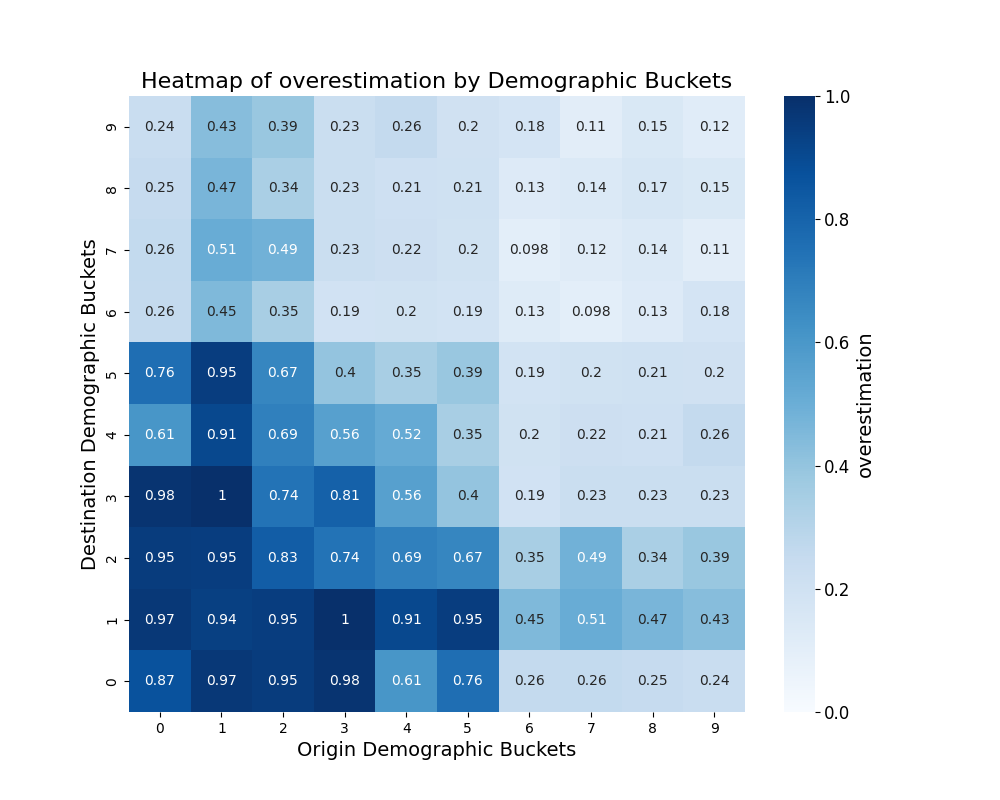 Heatmap of overestimation by Demographic Buckets
9 0.24 0.43 0.39 0.23 0.26 0.2 0.18 0.11 0.15 0.12
8 0.25 0.47 0.34 0.23 0.21 0.21 0.13 0.14 0.17 0.15
7 0.26 0.51 0.49 0.23 0.22 0.2 0.098 0.12 0.14 0.11
6 0.26 0.45 0.35 0.19 0.2 0.19 0.13 0.098 0.13 0.18
5 0.76 0.95 0.67 0.4 0.35 0.39 0.19 0.2 0.21 0.2
4 0.61 0.91 0.69 0.56 0.52 0.35 0.2 0.22 0.21 0.26
3 0.98 1 0.74 0.81 0.56 0.4 0.19 0.23 0.23 0.23
2 0.95 0.95 0.83 0.74 0.69 0.67 0.35 0.49 0.34 0.39
1 0.97 0.94 0.95 1 0.91 0.95 0.45 0.51 0.47 0.43
0 0.87 0.97 0.95 0.98 0.61 0.76 0.26 0.26 0.25 0.24
0 1 2 3 4 5 6 7 8 9
Origin Demographic Buckets
Destination Demographic Buckets
1.0
0.8
0.6
0.4
0.2
0.0
overestimation